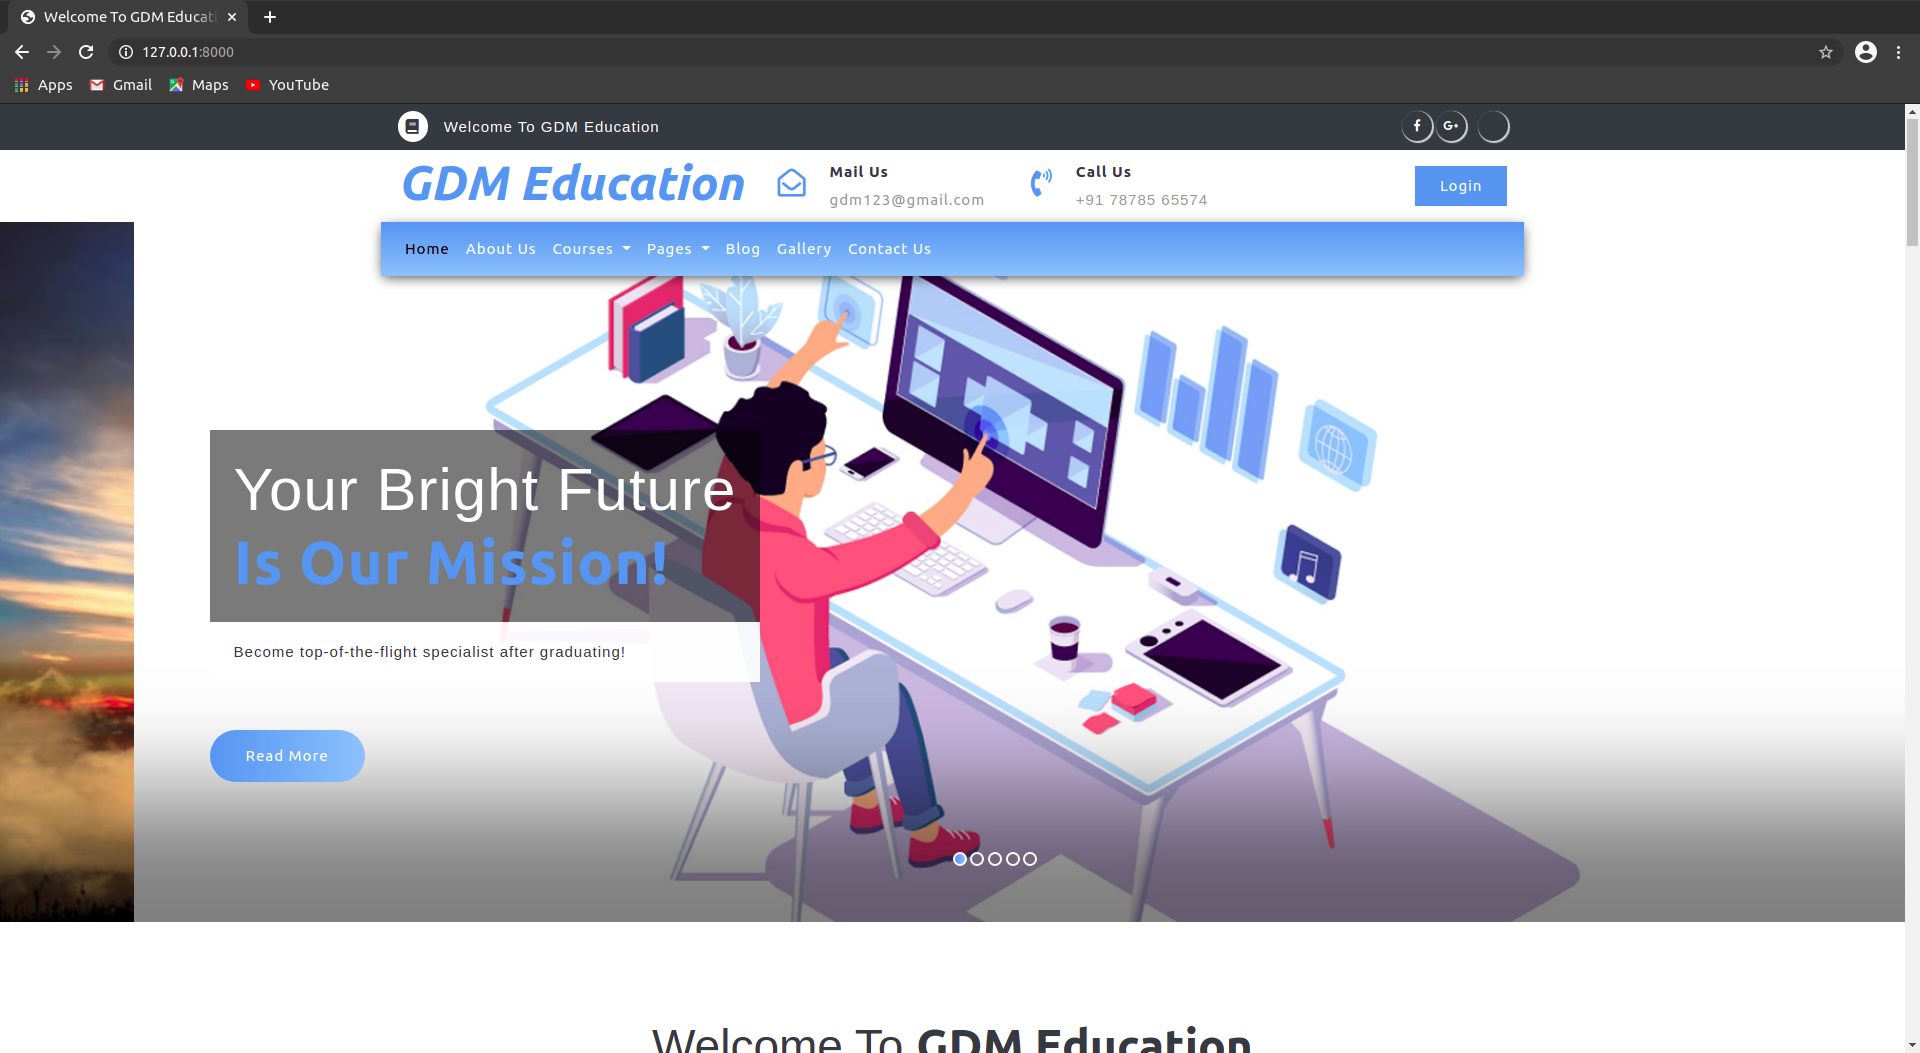 Welcome To GDM Educati
127.0.0.1:8000
Apps Gmail Maps YouTube
Welcome To GDM Education
f G+
GDM Education
Mail Us
gdm123@gmail.com
Call Us
+91 78785 65574
Login
Home About Us Courses Pages Blog Gallery Contact Us
Your Bright Future
Is Our Mission!
Become top-of-the-flight specialist after graduating!
Read More
Welcome To GDM Education